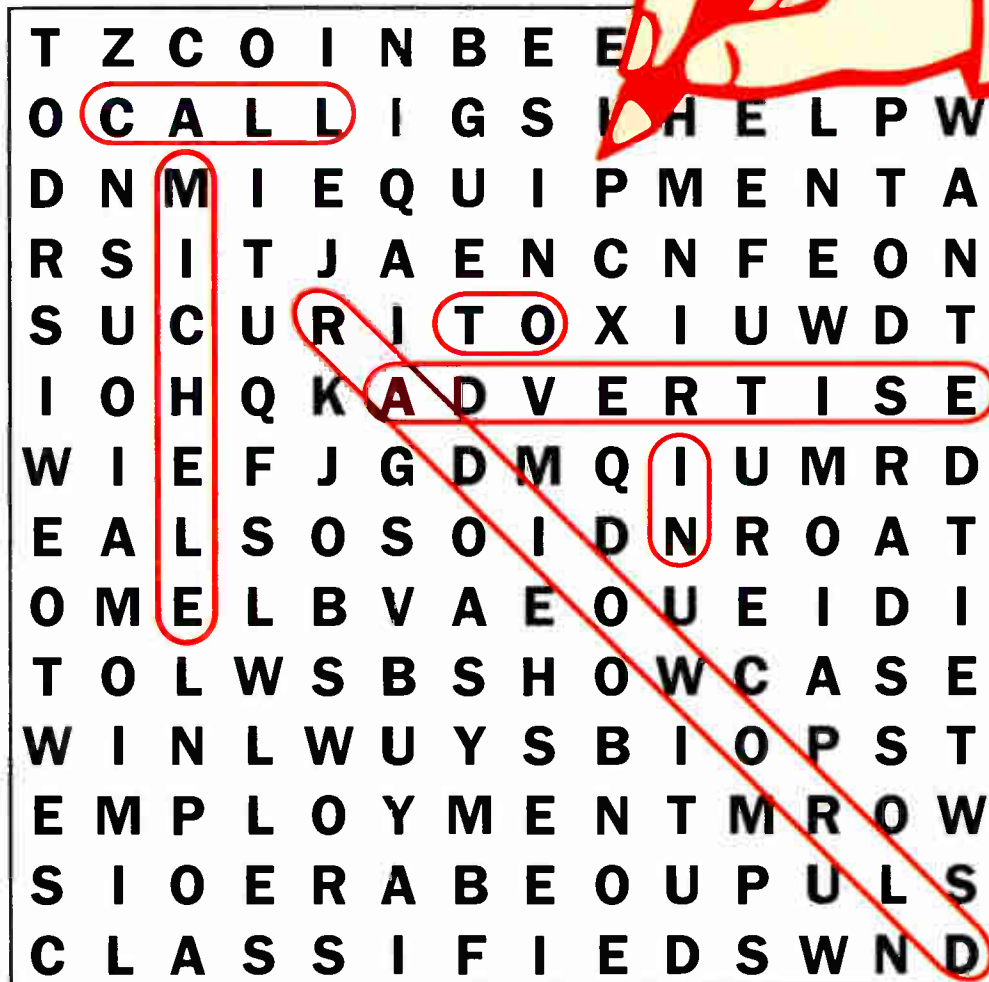 T Z C O I N B E E
O C A L L I G S H E L P W
D N M I E Q U I P M E N T A
R S I T J A E N C N F E O N
S U C U R I T O X I U W D T
I O H Q K A D V E R T I S E
W I E F J G D M Q I U M R D
E A L S O S O I D N R O A T
O M E L B V A E O U E I D I
T O L W S B S H O W C A S E
W I N L W U Y S B I O P S T
E M P L O Y M E N T M R O W
S I O E R A B E O U P U L S
C L A S S I F I E D S W N D